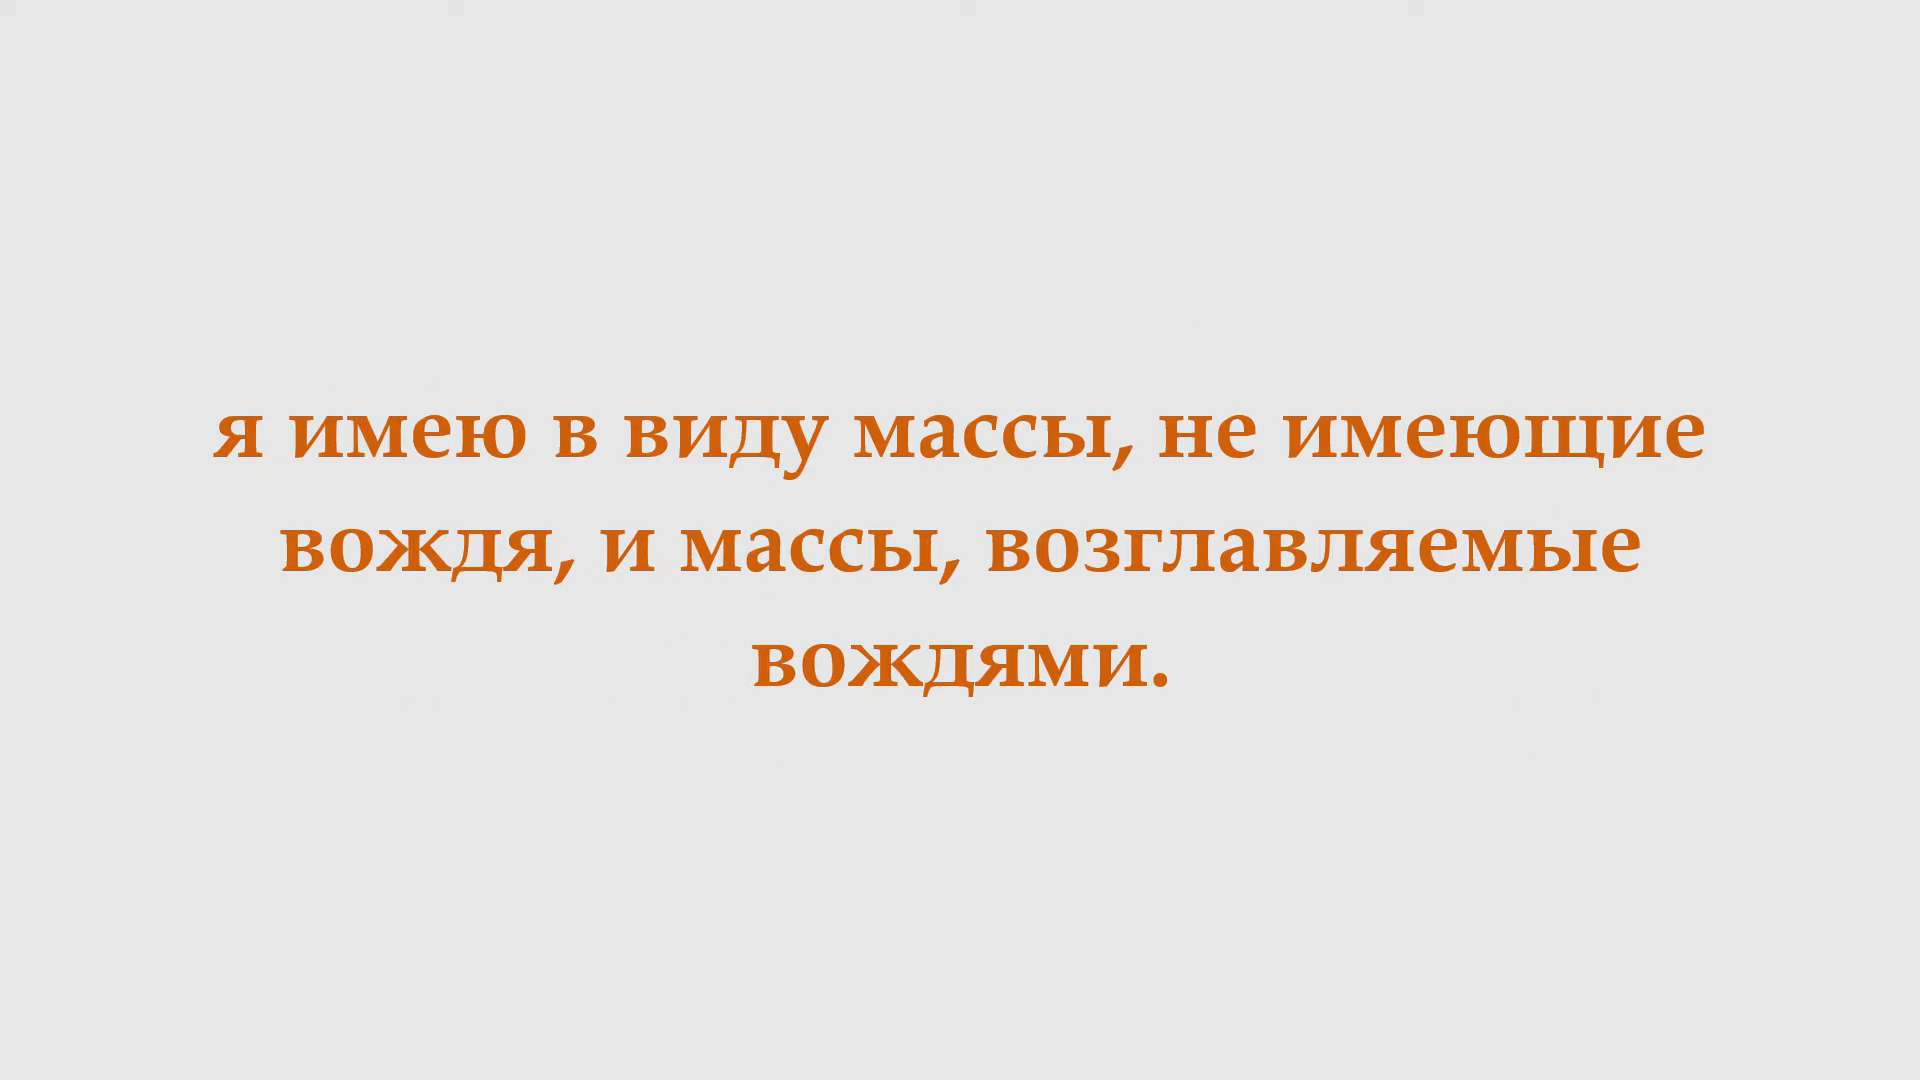 я имею в виду массы, не имеющие
вождя, и массы, возглавляемые
вождями.